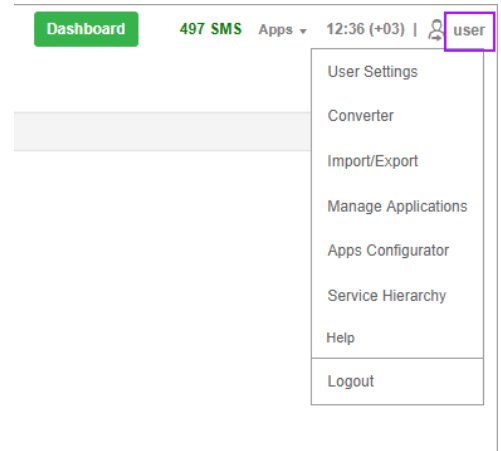 Dashboard 497 SMS Apps 12:36 (+03) | user
User Settings
Converter
Import/Export
Manage Applications
Apps Configurator
Service Hierarchy
Help
Logout